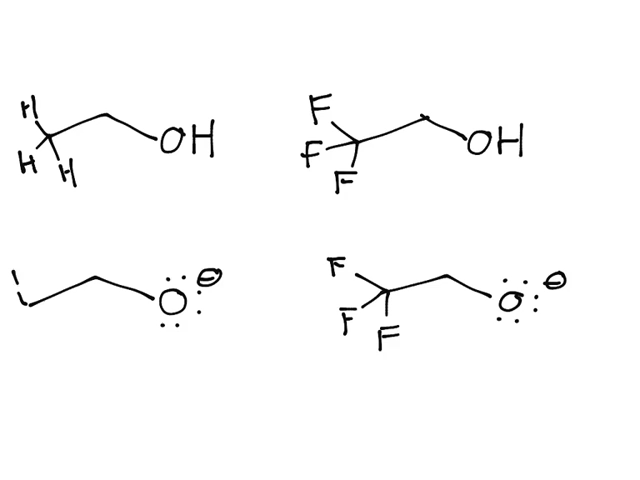 H F
H OH F OH
H F
O ⊖ F O ⊖
F F